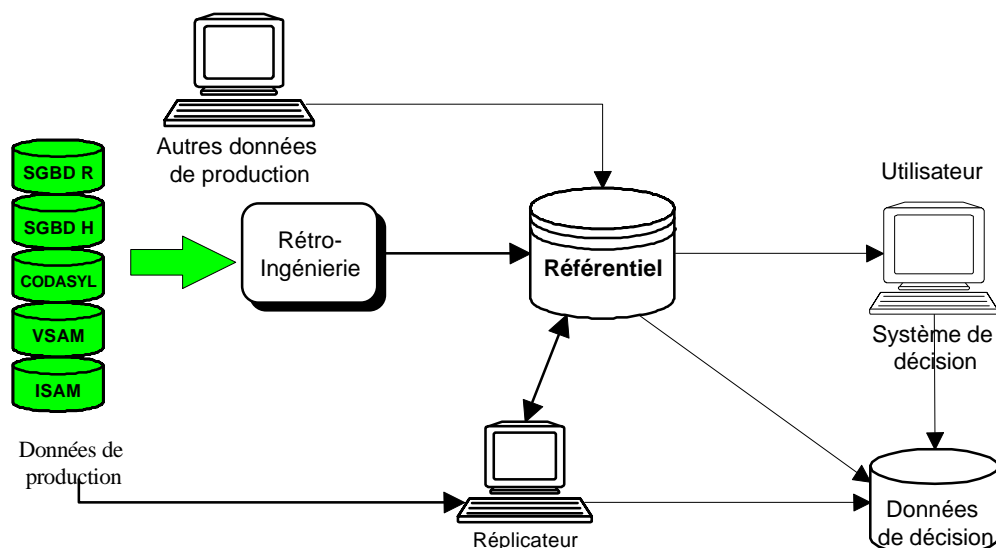 Autres données
de production
SGBD R
SGBD H
CODASYL
VSAM
ISAM
Données de
production
Rétro-
Ingénierie
Référentiel
Utilisateur
Système de
décision
Réplicateur
Données
de décision